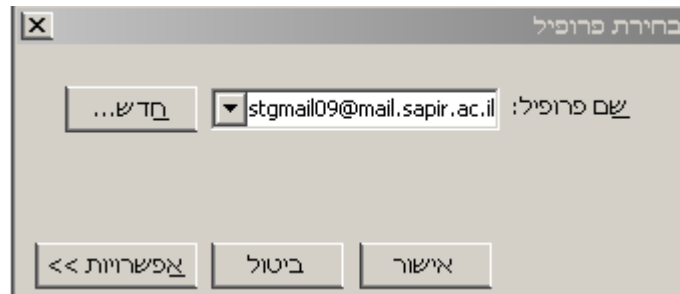 בחירת פרופיל
שם פרופיל: stgmail09@mail.sapir.ac.il חדש...
אישור ביטול אפשרויות >>